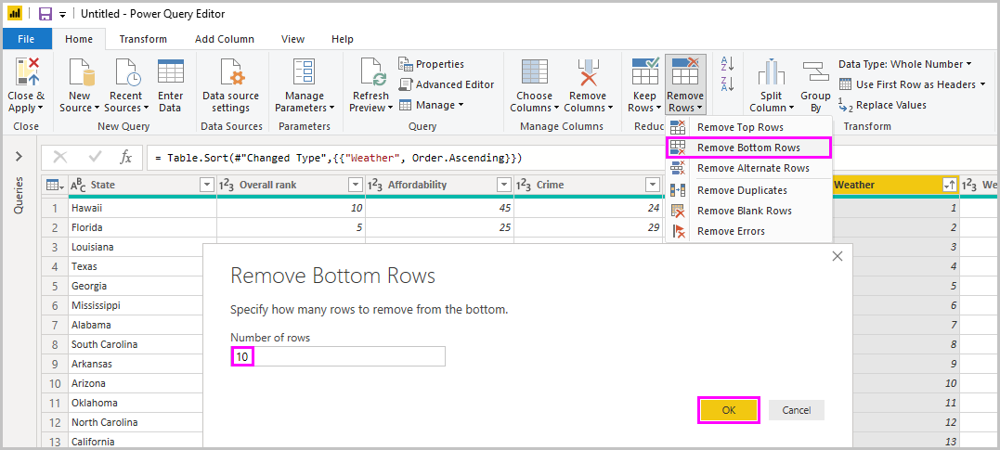 Untitled - Power Query Editor
File Home Transform Add Column View Help
Close & Apply
New Source
Recent Sources
Enter Data
Data source settings
Manage Parameters
Refresh Preview
Properties
Advanced Editor
Manage
Choose Columns
Remove Columns
Keep Rows
Remove Rows
A Z
Z A
Split Column
Group By
Data Type: Whole Number
Use First Row as Headers
1 2 Replace Values
Close New Query Data Sources Parameters Query Manage Columns Reduc Transform
Remove Top Rows
Remove Bottom Rows
Remove Alternate Rows
Remove Duplicates
Remove Blank Rows
Remove Errors
Queries
fx = Table.Sort(#"Changed Type",{{"Weather", Order.Ascending}})
ABC State 123 Overall rank 123 Affordability 123 Crime Weather 123 We
1 Hawaii 10 45 24 1
2 Florida 5 25 29 2
3 Louisiana 3
4 Texas 4
5 Georgia 5
6 Mississippi 6
7 Alabama 7
8 South Carolina 8
9 Arkansas 9
10 Arizona 10
11 Oklahoma 11
12 North Carolina 12
13 California 13
Remove Bottom Rows
Specify how many rows to remove from the bottom.
Number of rows
10
OK Cancel